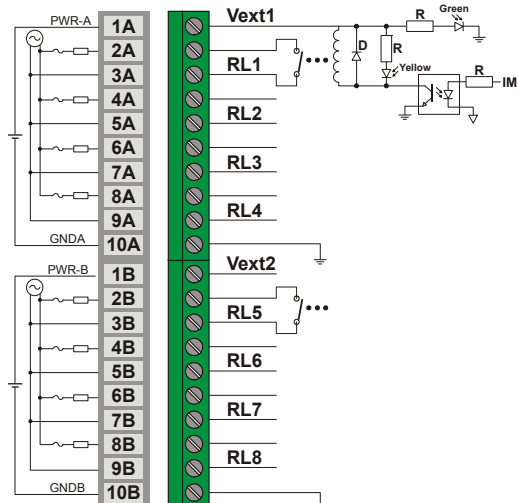 PWR-A
1A
2A
3A
4A
5A
6A
7A
8A
9A
10A
GNDA
PWR-B
1B
2B
3B
4B
5B
6B
7B
8B
9B
10B
GNDB
Vext1
RL1
RL2
RL3
RL4
Vext2
RL5
RL6
RL7
RL8
D
R
Yellow
R
Green
R
IM